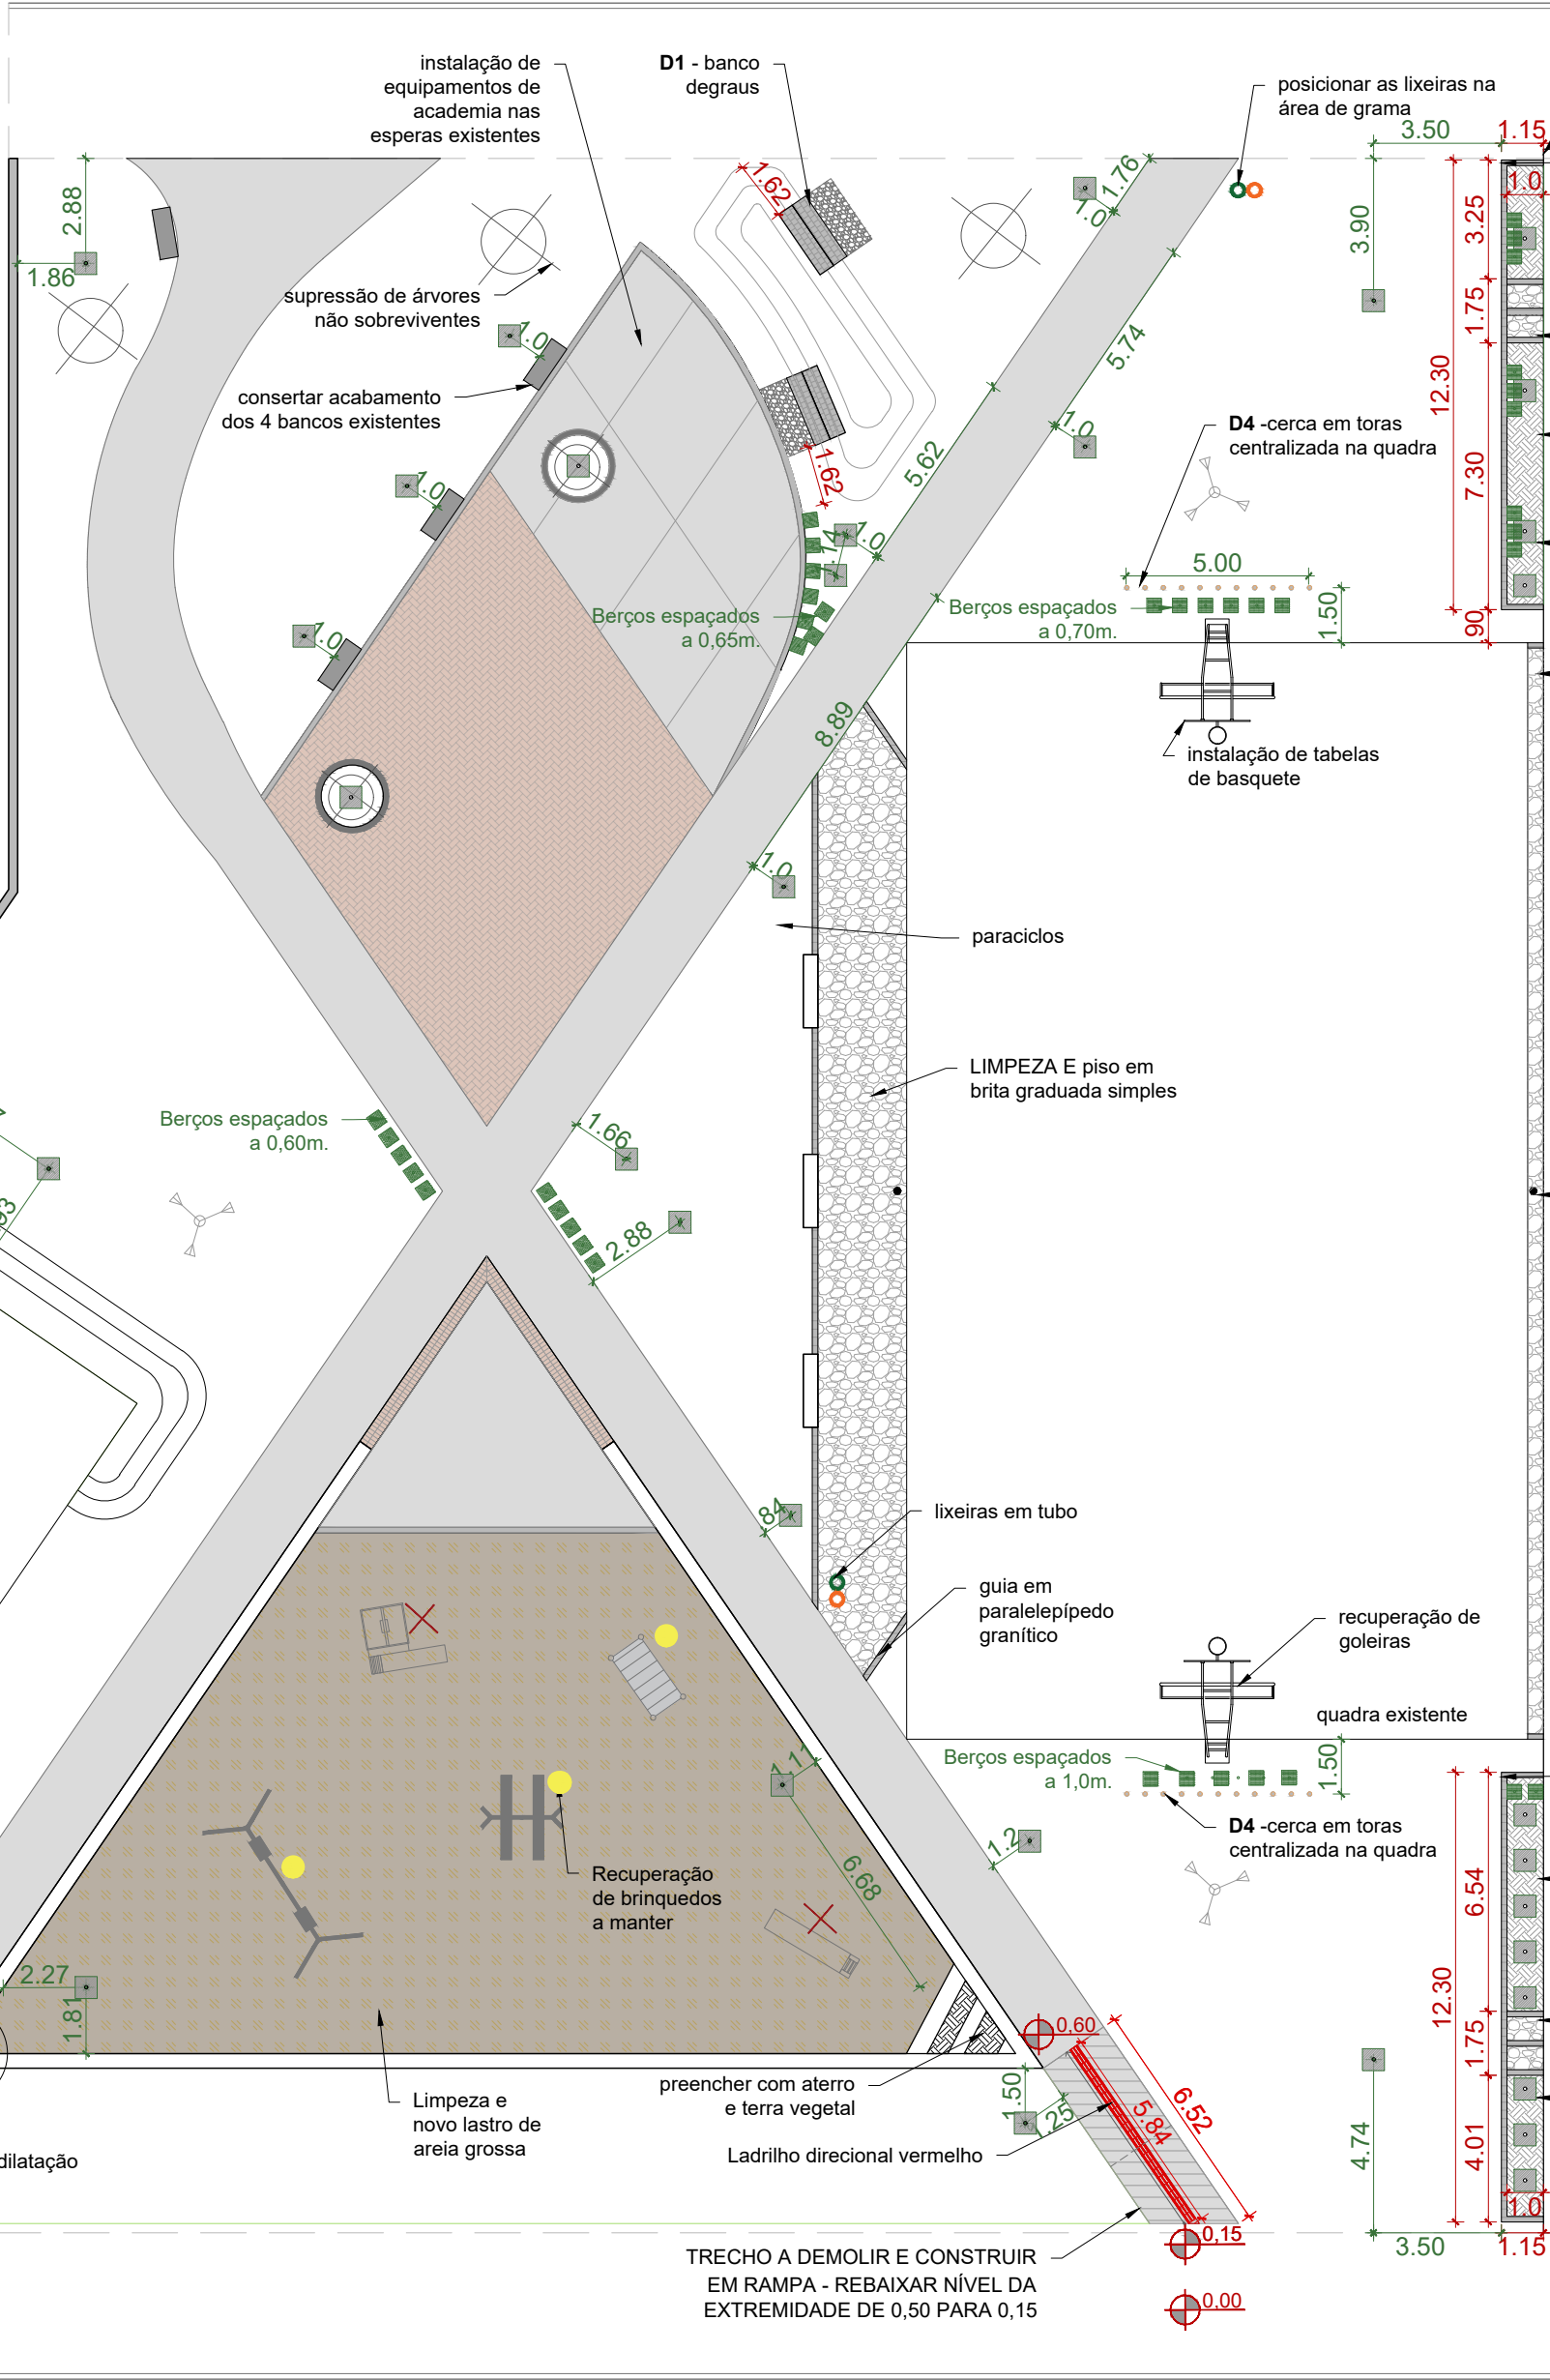 instalação de
equipamentos de
academia nas
esperas existentes
D1 - banco
degraus
posicionar as lixeiras na
área de grama
3.50
1.15
1.0
2.88
1.86
1.62
1.76
1.0
3.90
3.25
1.75
12.30
7.30
.90
supressão de árvores
não sobreviventes
1.0
consertar acabamento
dos 4 bancos existentes
5.74
1.0
D4 -cerca em toras
centralizada na quadra
5.62
1.62
1.0
1.0
1.14
5.00
1.50
Berços espaçados
a 0,65m.
Berços espaçados
a 0,70m.
1.0
8.89
instalação de tabelas
de basquete
1.0
paraciclos
LIMPEZA E piso em
brita graduada simples
Berços espaçados
a 0,60m.
1.66
2.88
93
.84
lixeiras em tubo
guia em
paralelepípedo
granítico
recuperação de
goleiras
quadra existente
Berços espaçados
a 1,0m.
1.50
1.11
D4 -cerca em toras
centralizada na quadra
1.2
6.68
Recuperação
de brinquedos
a manter
6.54
12.30
1.75
4.01
2.27
1.81
0,60
1.50
1.25
5.84
6.52
4.74
1.0
preencher com aterro
e terra vegetal
Limpeza e
novo lastro de
areia grossa
Ladrilho direcional vermelho
dilatação
0,15
3.50
1.15
TRECHO A DEMOLIR E CONSTRUIR
EM RAMPA - REBAIXAR NÍVEL DA
EXTREMIDADE DE 0,50 PARA 0,15
0,00